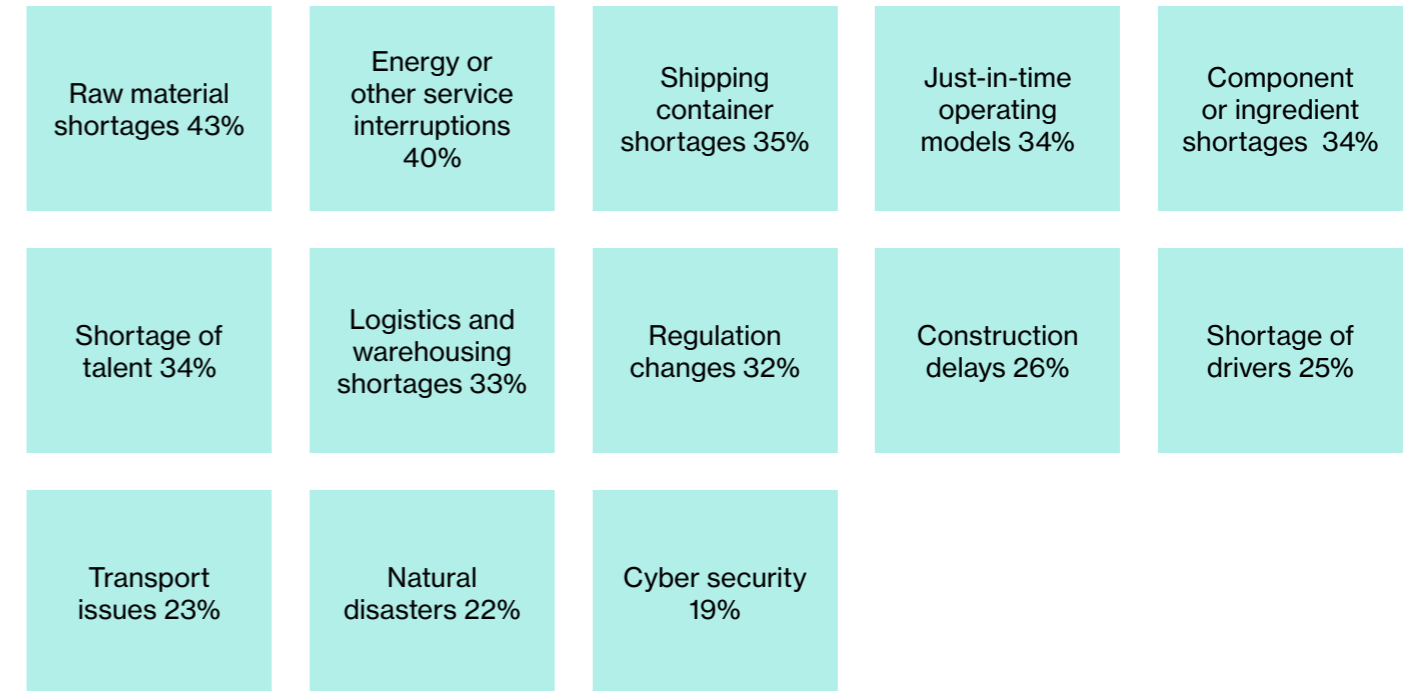 Raw material
shortages 43%
Energy or
other service
interruptions
40%
Shipping
container
shortages 35%
Just-in-time
operating
models 34%
Component
or ingredient
shortages 34%
Shortage of
talent 34%
Logistics and
warehousing
shortages 33%
Regulation
changes 32%
Construction
delays 26%
Shortage of
drivers 25%
Transport
issues 23%
Natural
disasters 22%
Cyber security
19%